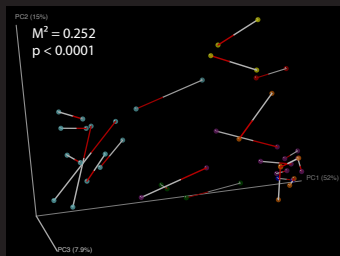 PC2 (15%)
M² = 0.252
p < 0.0001
PC1 (52%)
PC3 (7.9%)